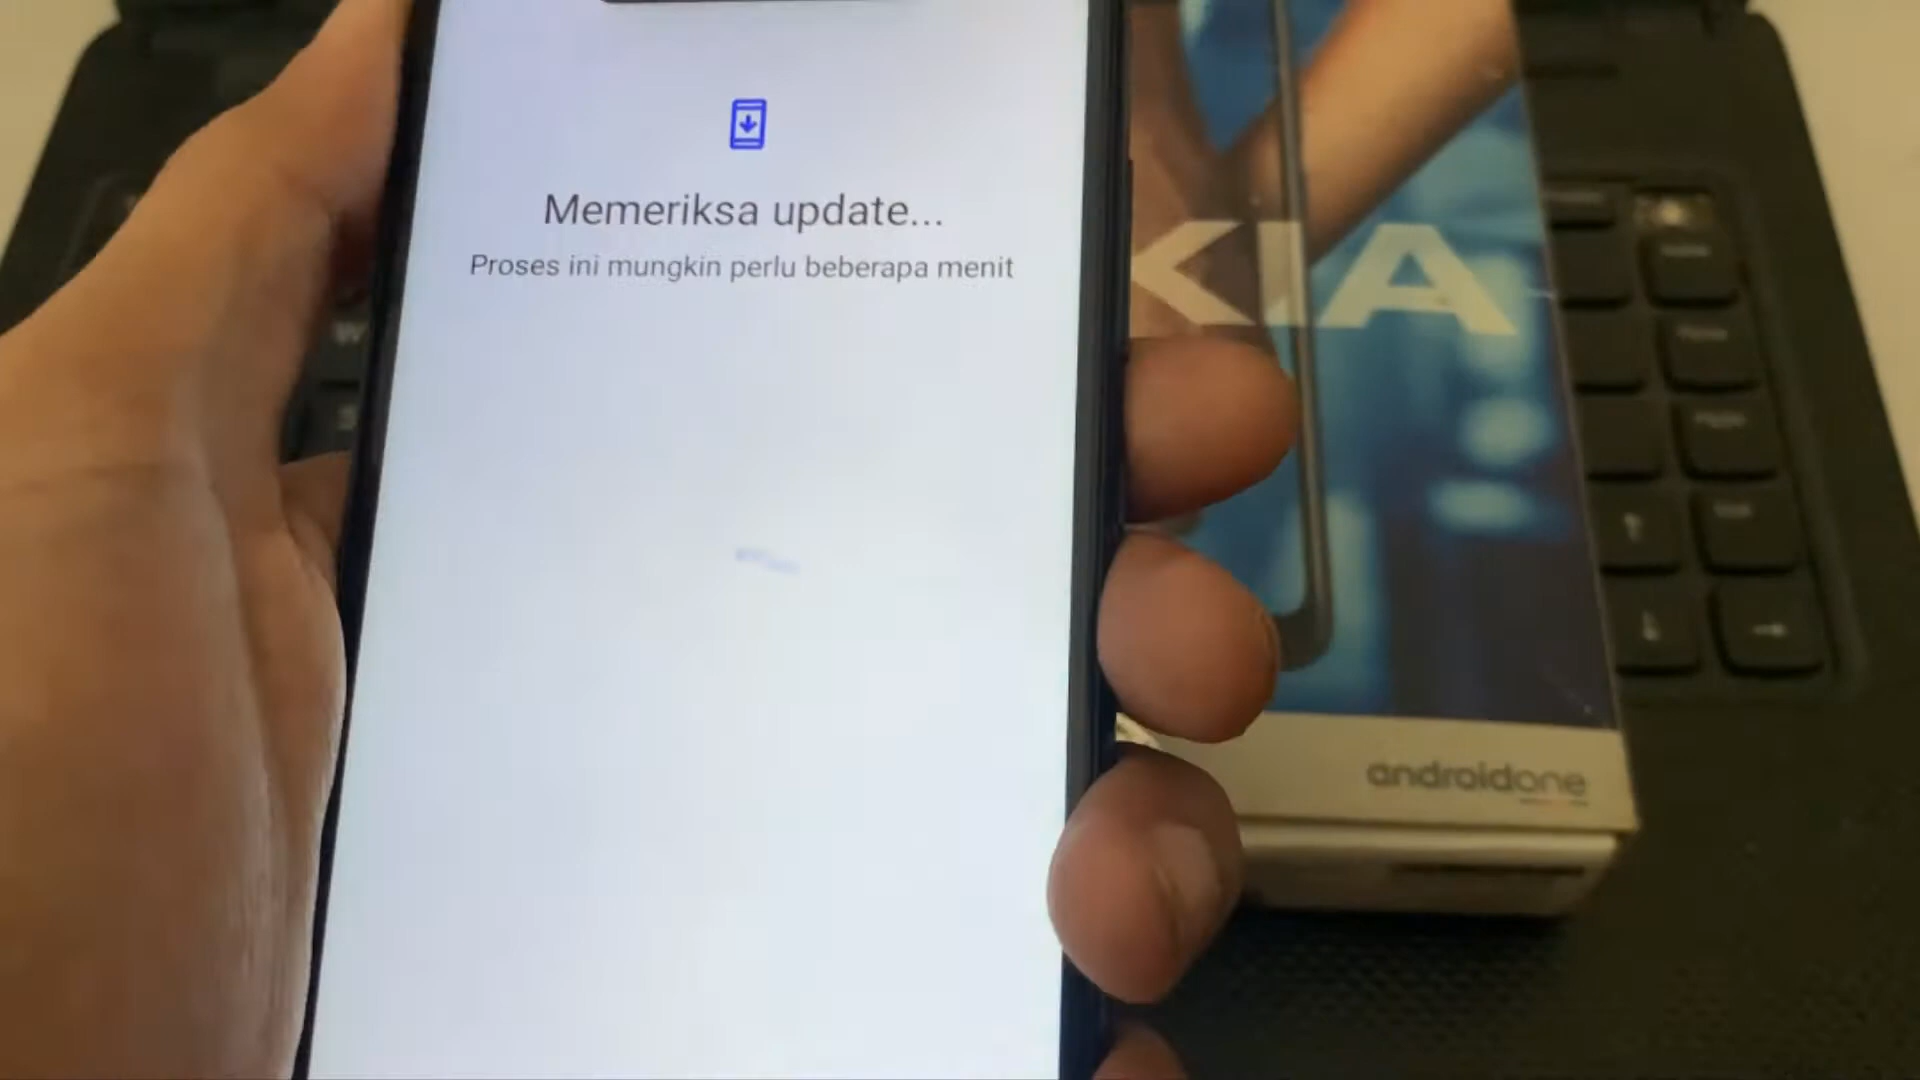 Memeriksa update...
Proses ini mungkin perlu beberapa menit
KIA
androidone
W
S